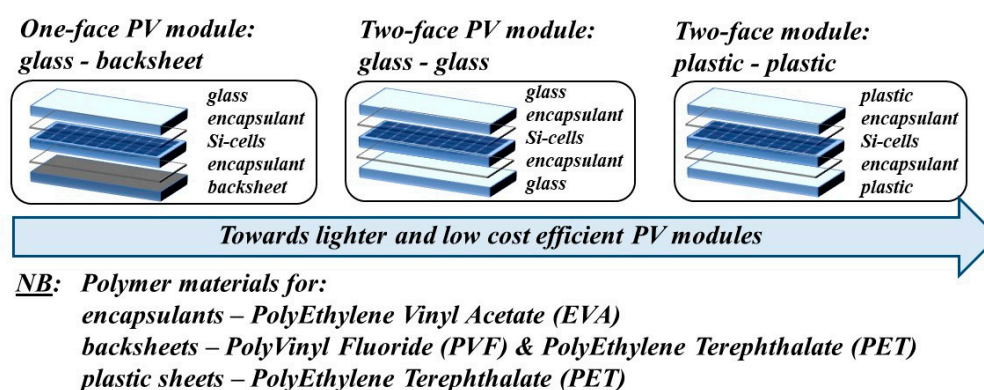 One-face PV module:
glass - backsheet
glass
encapsulant
Si-cells
encapsulant
backsheet
Two-face PV module:
glass - glass
glass
encapsulant
Si-cells
encapsulant
glass
Two-face module:
plastic - plastic
plastic
encapsulant
Si-cells
encapsulant
plastic
Towards lighter and low cost efficient PV modules
NB: Polymer materials for:
encapsulants – PolyEthylene Vinyl Acetate (EVA)
backsheets – PolyVinyl Fluoride (PVF) & PolyEthylene Terephthalate (PET)
plastic sheets – PolyEthylene Terephthalate (PET)